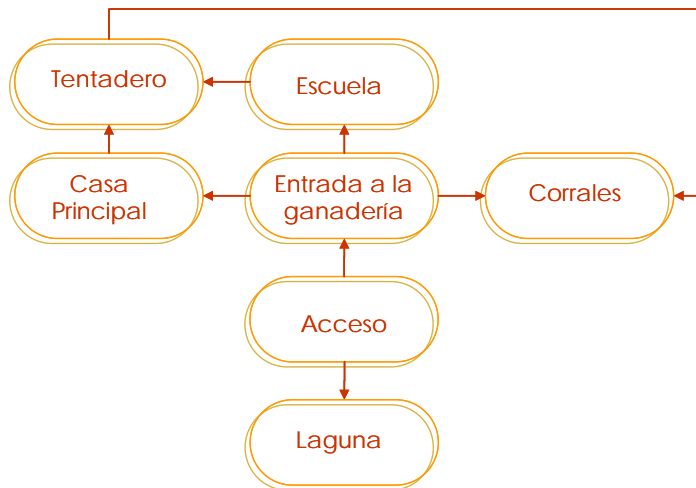 Tentadero
Escuela
Casa
Principal
Entrada a la
ganadería
Corrales
Acceso
Laguna